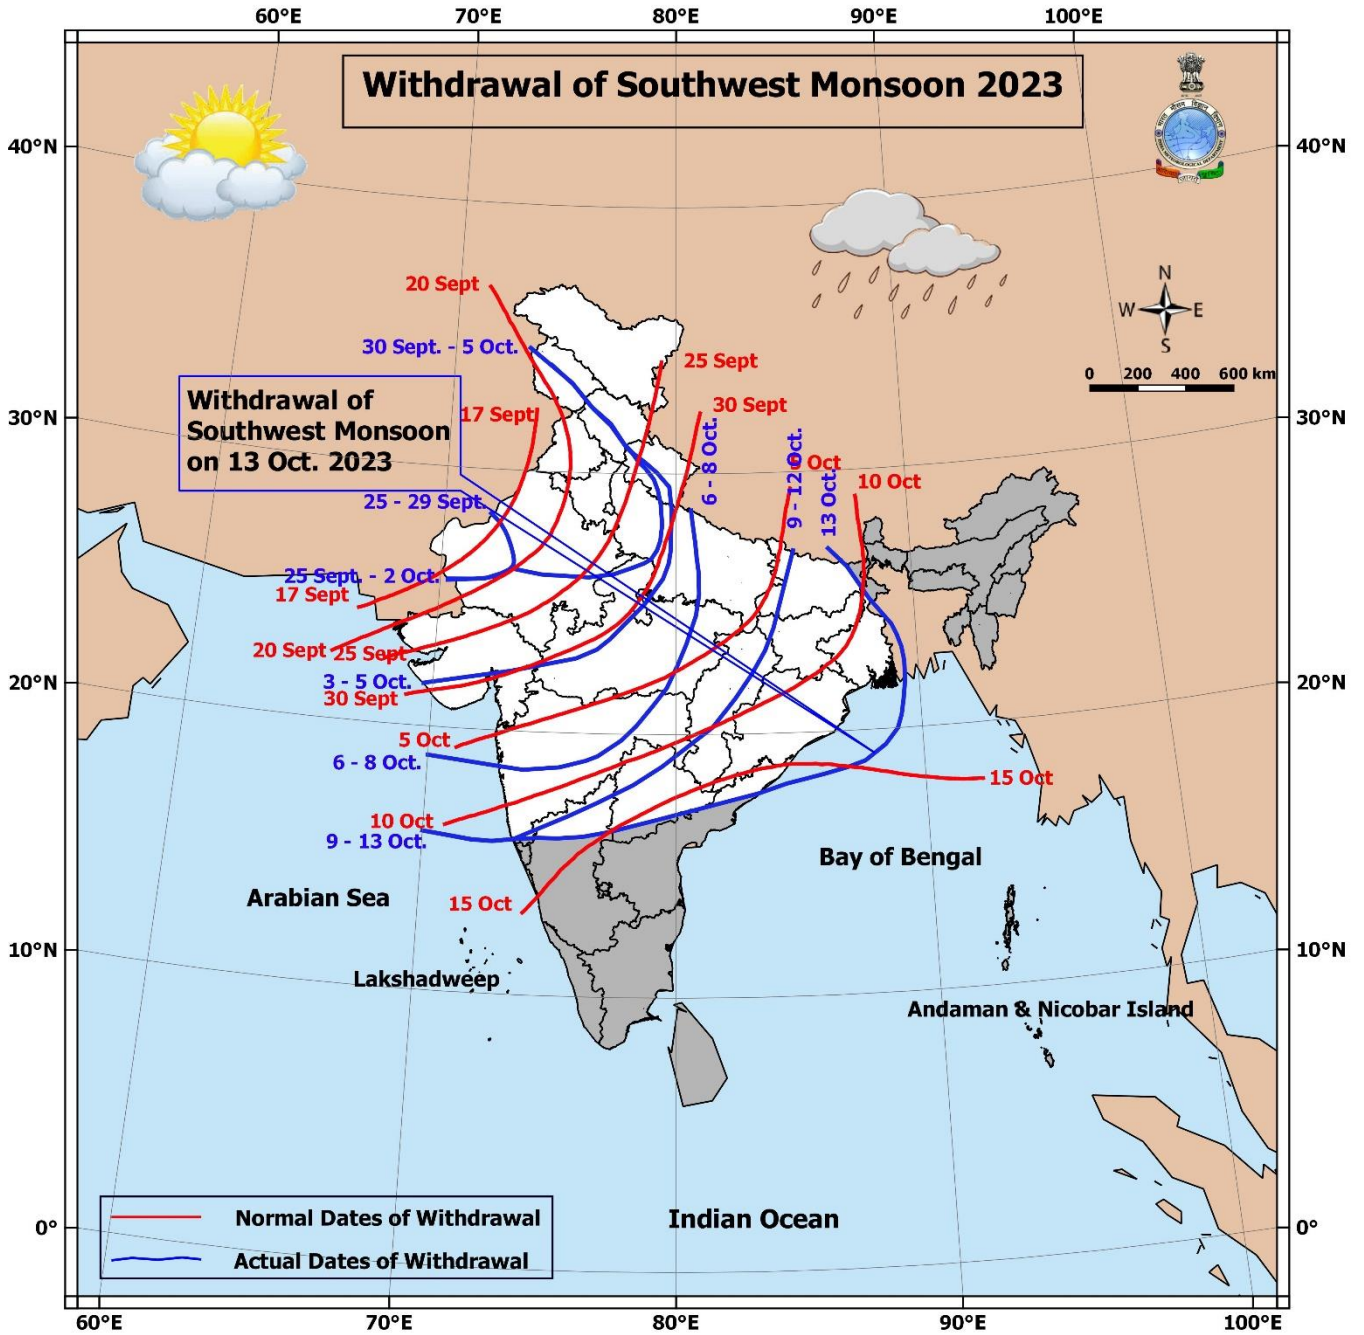 60°E
70°E
80°E
90°E
100°E
Withdrawal of Southwest Monsoon 2023
40°N
40°N
N
W
E
S
20 Sept
30 Sept. - 5 Oct.
25 Sept
0 200 400 600 km
Withdrawal of
Southwest Monsoon
on 13 Oct. 2023
17 Sept
30 Sept
30°N
30°N
6 - 8 Oct.
9 - 12 Oct.
Oct
13 Oct.
10 Oct
25 - 29 Sept.
25 Sept. - 2 Oct.
17 Sept
20 Sept
25 Sept
3 - 5 Oct.
20°N
20°N
30 Sept
5 Oct
6 - 8 Oct.
15 Oct
10 Oct
9 - 13 Oct.
Bay of Bengal
Arabian Sea
15 Oct
10°N
10°N
Lakshadweep
Andaman & Nicobar Island
Indian Ocean
0°
0°
Normal Dates of Withdrawal
Actual Dates of Withdrawal
60°E
70°E
80°E
90°E
100°E